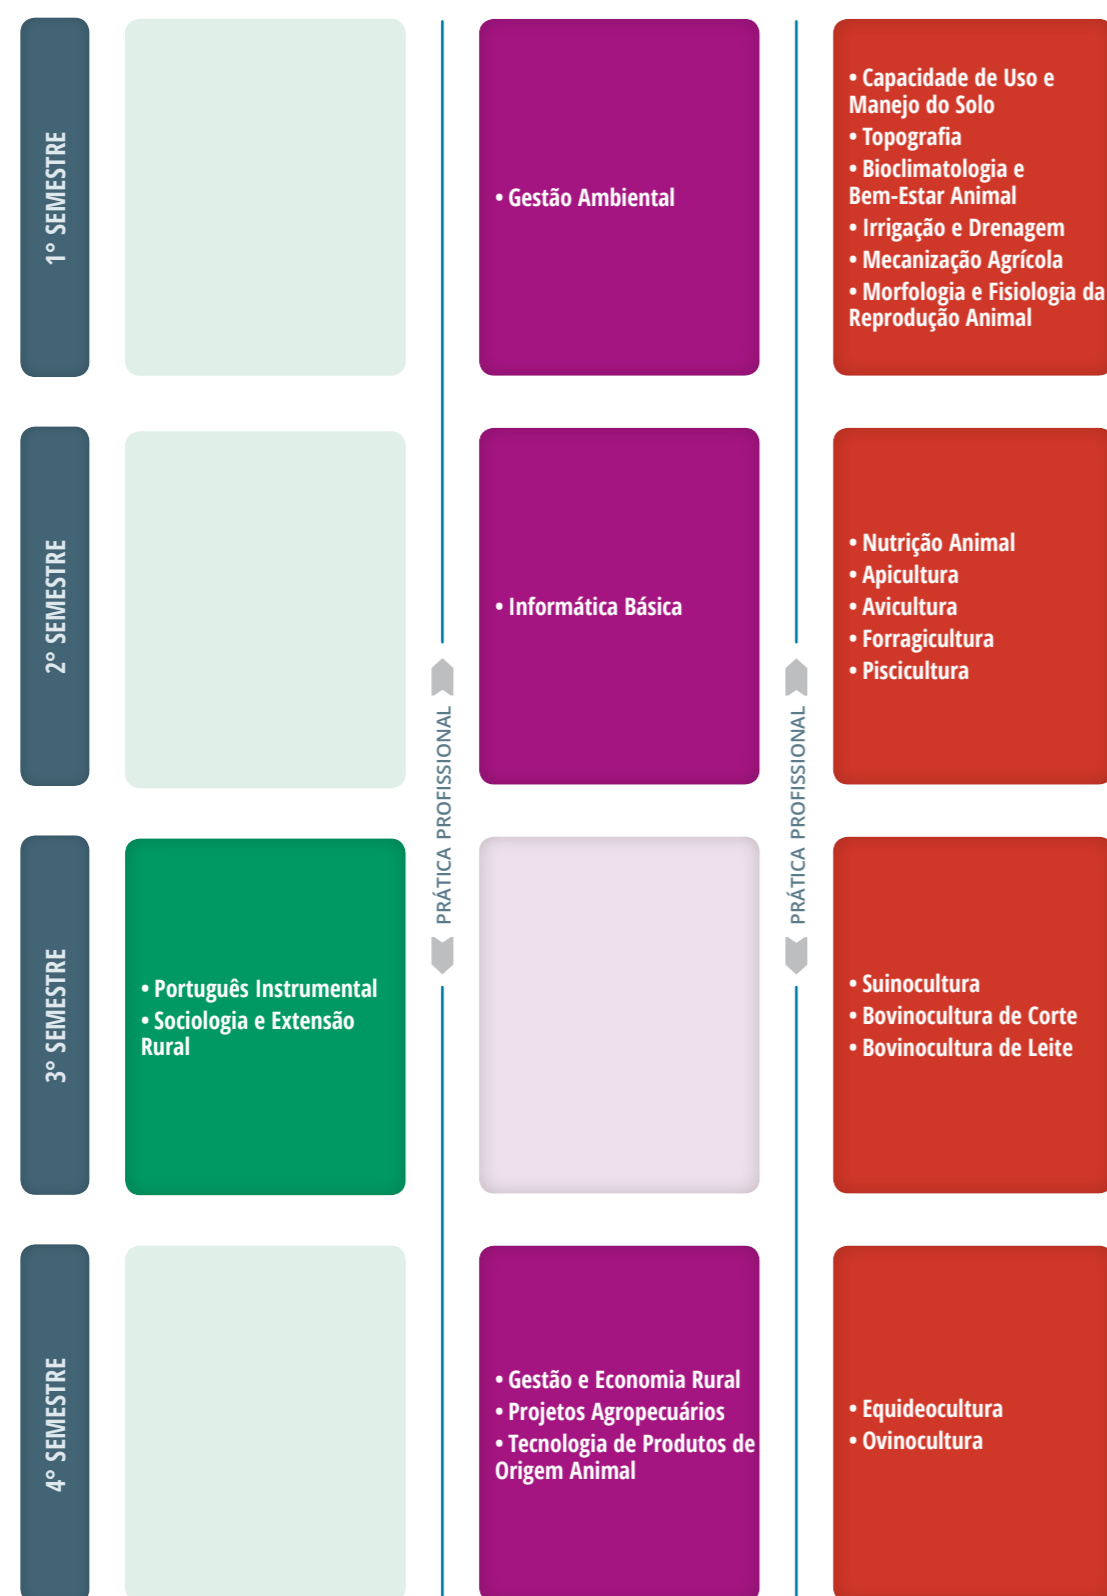 1° SEMESTRE
• Gestão Ambiental
• Capacidade de Uso e
Manejo do Solo
• Topografia
• Bioclimatologia e
Bem-Estar Animal
• Irrigação e Drenagem
• Mecanização Agrícola
• Morfologia e Fisiologia da
Reprodução Animal
2° SEMESTRE
• Informática Básica
• Nutrição Animal
• Apicultura
• Avicultura
• Forragicultura
• Piscicultura
PRÁTICA PROFISSIONAL
PRÁTICA PROFISSIONAL
3° SEMESTRE
• Português Instrumental
• Sociologia e Extensão
Rural
• Suinocultura
• Bovinocultura de Corte
• Bovinocultura de Leite
4° SEMESTRE
• Gestão e Economia Rural
• Projetos Agropecuários
• Tecnologia de Produtos de
Origem Animal
• Equideocultura
• Ovinocultura